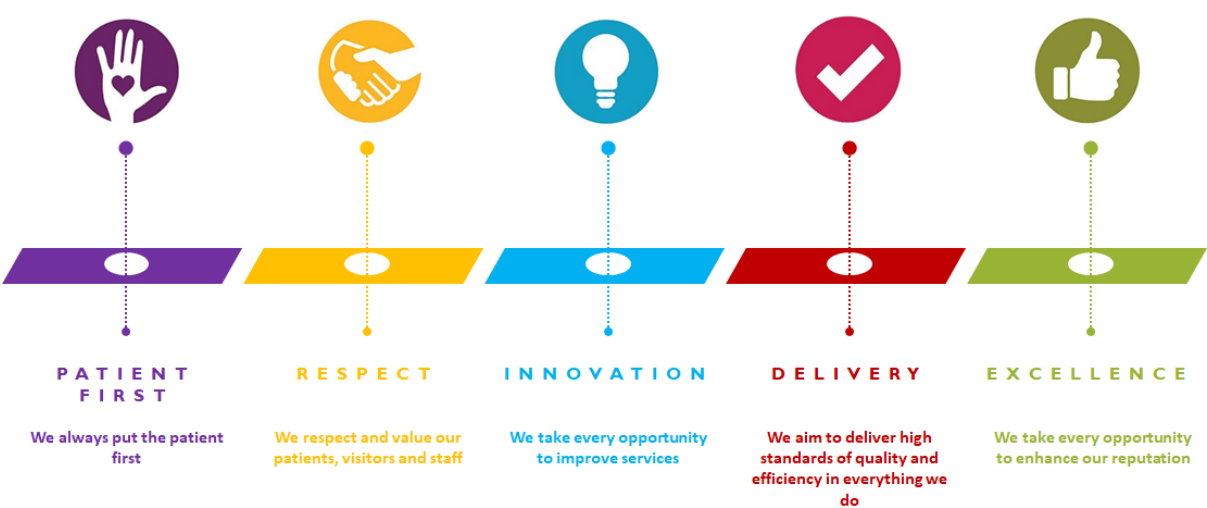 PATIENT
FIRST
We always put the patient
first
RESPECT
We respect and value our
patients, visitors and staff
INNOVATION
We take every opportunity
to improve services
DELIVERY
We aim to deliver high
standards of quality and
efficiency in everything we
do
EXCELLENCE
We take every opportunity
to enhance our reputation